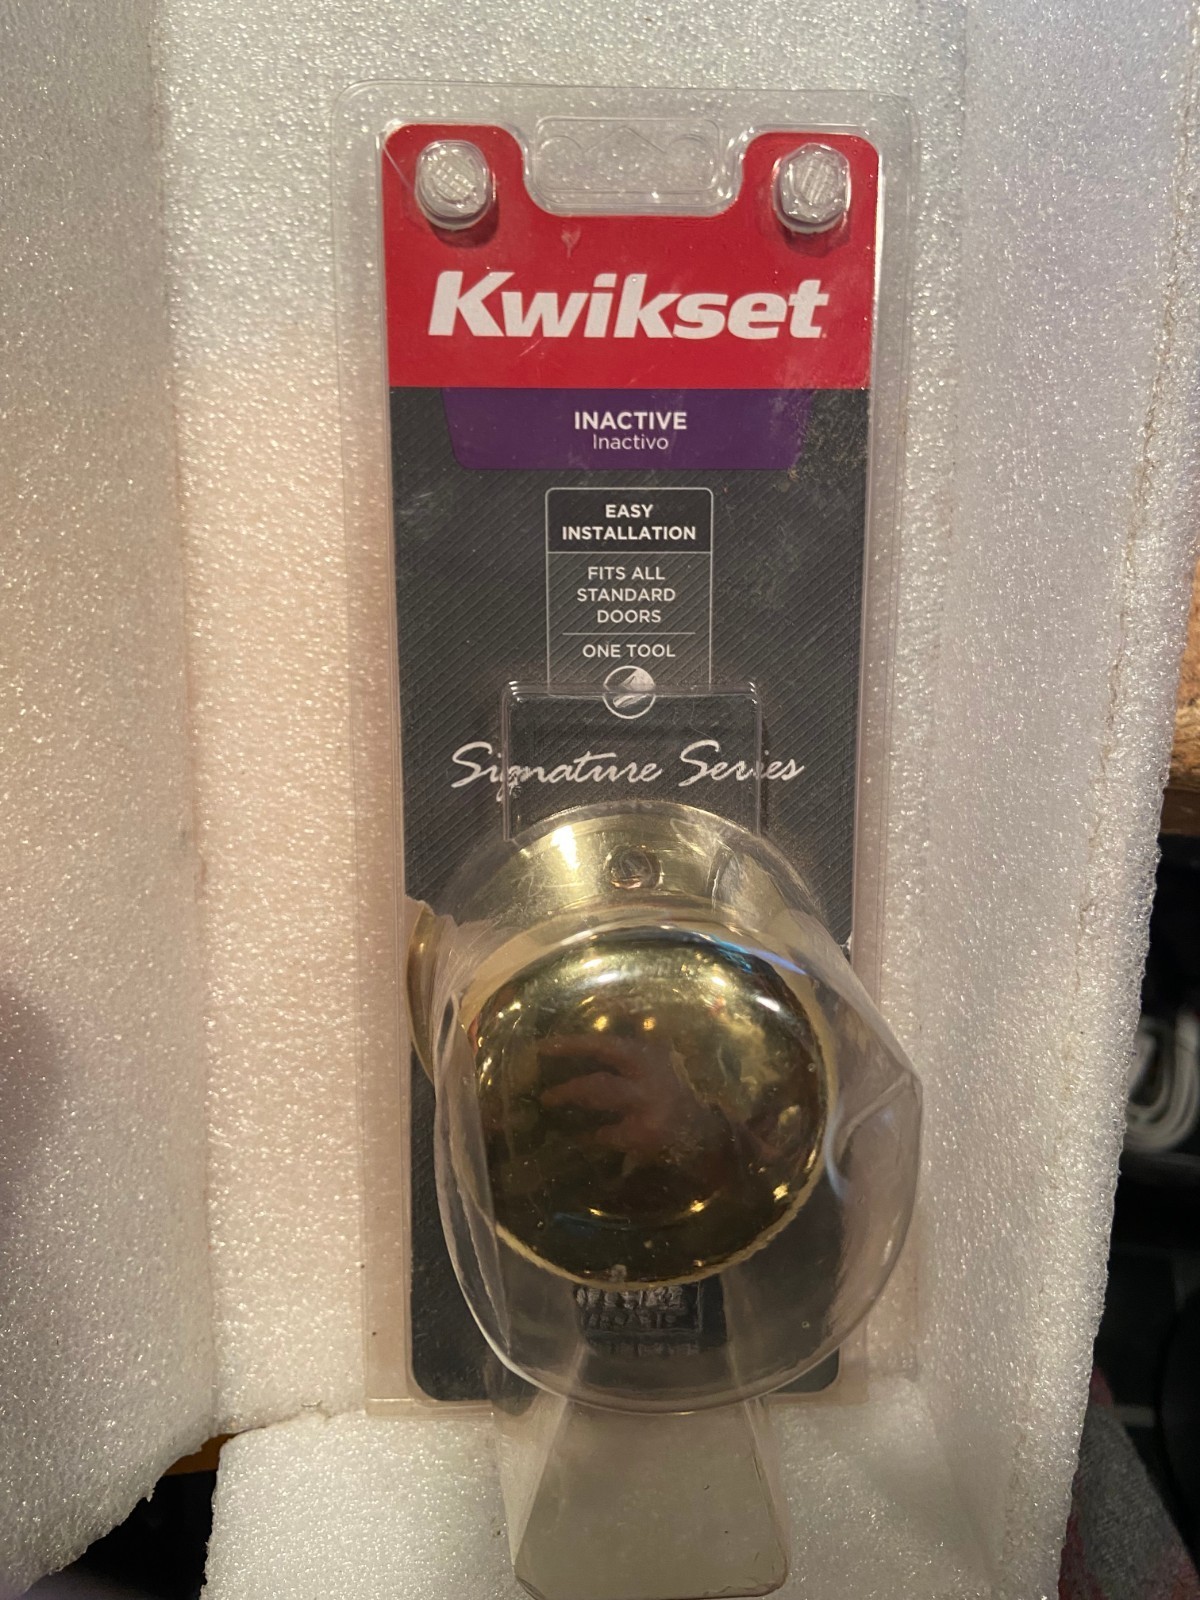 Kwikset
INACTIVE
Inactivo
EASY
INSTALLATION
FITS ALL
STANDARD
DOORS
ONE TOOL
Signature Series